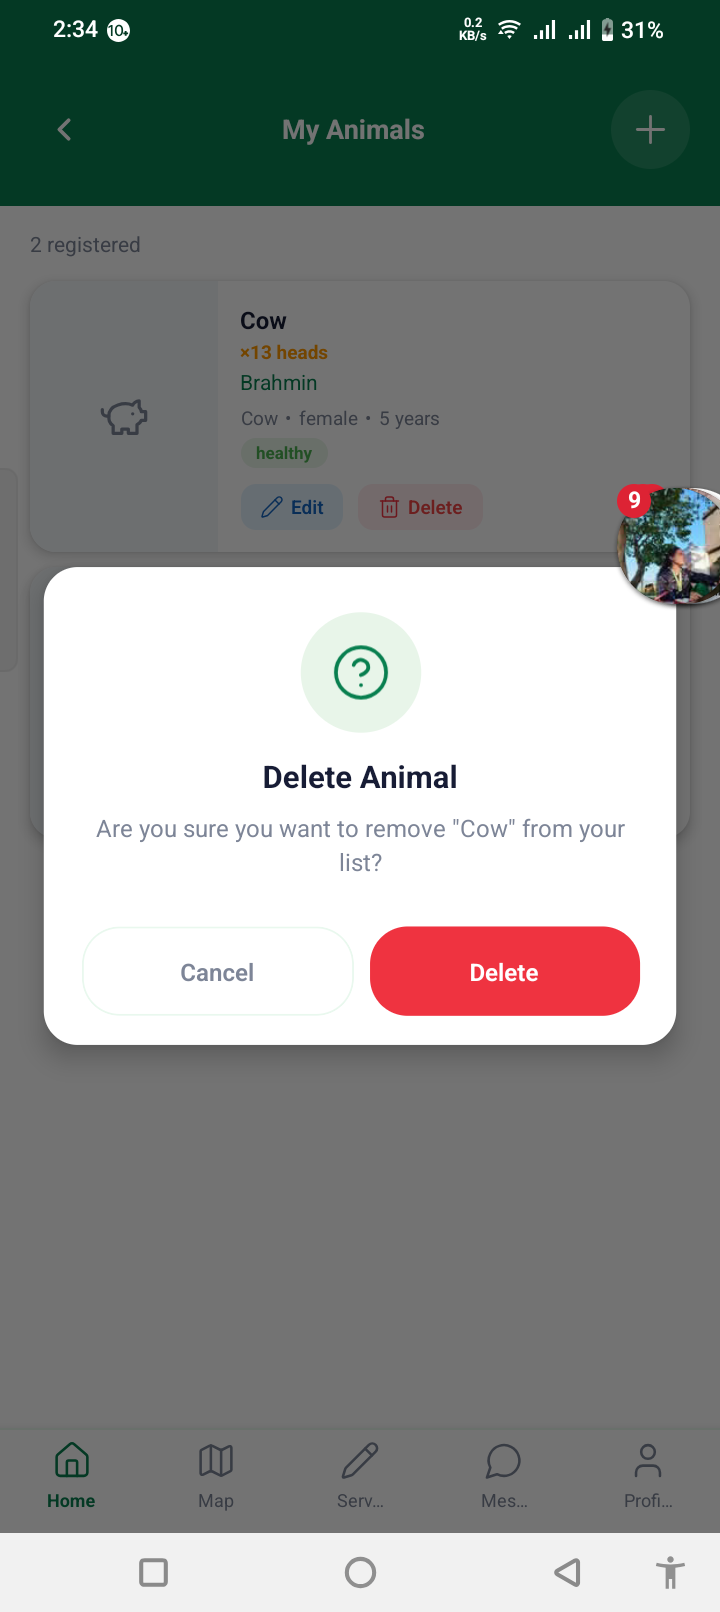 2:34
10
0.2
KB/s
31%
My Animals
2 registered
Cow
×13 heads
Brahmin
Cow • female • 5 years
healthy
Edit
Delete
9
Delete Animal
Are you sure you want to remove "Cow" from your
list?
Cancel
Delete
Home
Map
Serv...
Mes...
Profi...